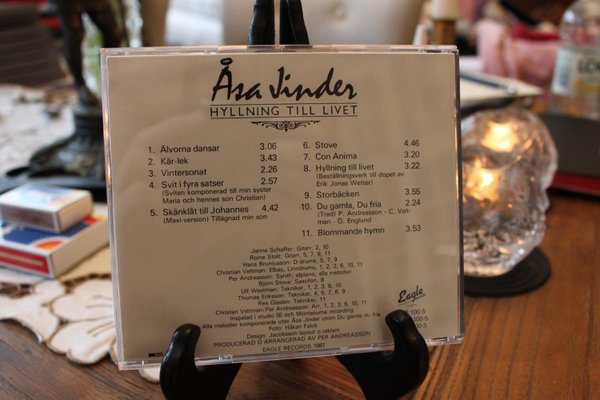 Åsa Jinder
HYLLNING TILL LIVET
1. Älvorna dansar 3.06
2. Kär-lek 3.43
3. Vintersonat 2.26
4. Svit i fyra satser 2.57
(Sviten komponerad till min syster
Maria och hennes son Christian)
5. Skänklåt till Johannes 4.42
(Maxi-version) Tillägnad min son
6. Stove 4.46
7. Con Anima 3.20
8. Hyllning till livet 3.22
(Beställningsverk till dopet av
Erik Jonas Wetter)
9. Storbäcken 3.55
10. Du gamla, Du fria 2.24
(Trad/ P. Andreasson - C. Velt-
man - O. Englund
11. Blommande hymn 3.53
Janne Schaffer: Gitarr, 2, 10
Roine Stolt: Gitarr, 5, 7, 9, 11
Hans Bruniusson: D-drums, 5, 7, 9
Christian Veltman: Elbas, Linndrums, 1, 2, 3, 6, 10, 11
Per Andreasson: Synth, elpiano, alla melodier
Björn Stove: Saxofon, 6
Ulf Westman: Tekniker, 1, 2, 3, 6, 10
Thomas Eriksson: Tekniker, 4, 5, 7, 8, 9
Rex Gisslén: Tekniker, 11
Christian Veltman/Per Andreasson: Arr, 1, 2, 3, 6, 10, 11
Inspelad i studio 55 och Montezuma recording
Alla melodier komponerade utav Åsa Jinder utom Du gamla du fria.
Foto: Håkan Falck
Design: Jacobsson layout o reklam
PRODUCERAD O ARRANGERAD AV PER ANDREASSON
EAGLE RECORDS 1987
Eagle